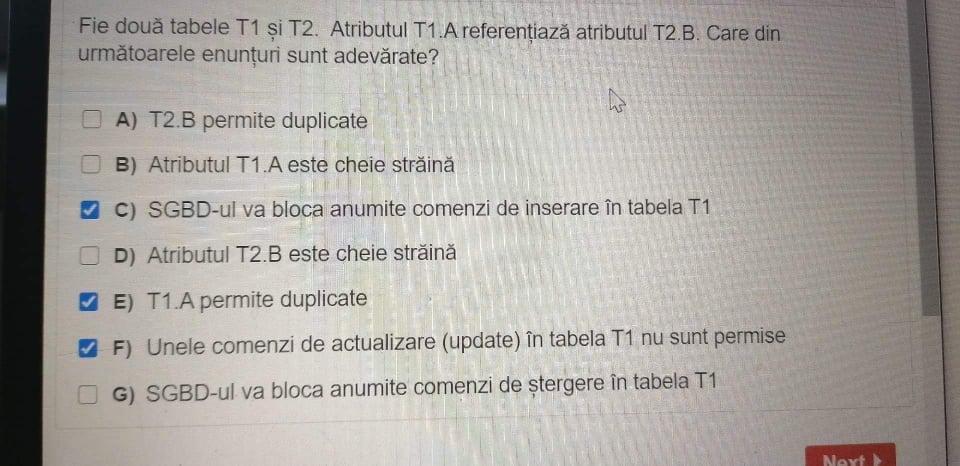 Fie două tabele T1 și T2. Atributul T1.A referențiază atributul T2.B. Care din
următoarele enunțuri sunt adevărate?
A) T2.B permite duplicate
B) Atributul T1.A este cheie străină
C) SGBD-ul va bloca anumite comenzi de inserare în tabela T1
D) Atributul T2.B este cheie străină
E) T1.A permite duplicate
F) Unele comenzi de actualizare (update) în tabela T1 nu sunt permise
G) SGBD-ul va bloca anumite comenzi de ștergere în tabela T1
Next